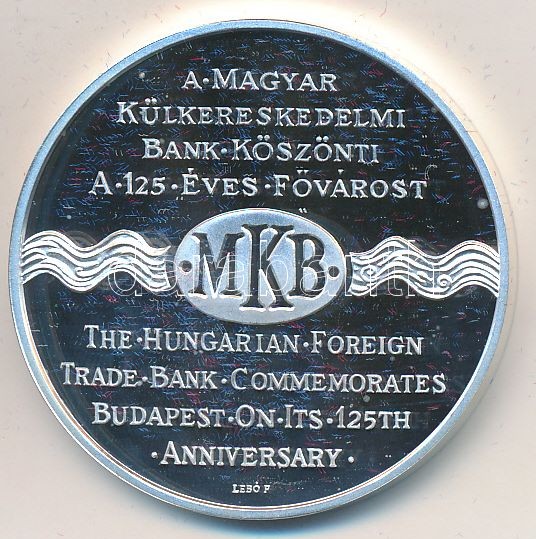 A·MAGYAR
KÜLKERESKEDELMI
BANK·KÖSZÖNTI
A·125·ÉVES·FŐVÁROST
·MKB·
THE·HUNGARIAN·FOREIGN
TRADE·BANK·COMMEMORATES
BUDAPEST·ON·ITS·125TH
·ANNIVERSARY·
LEBÓ F